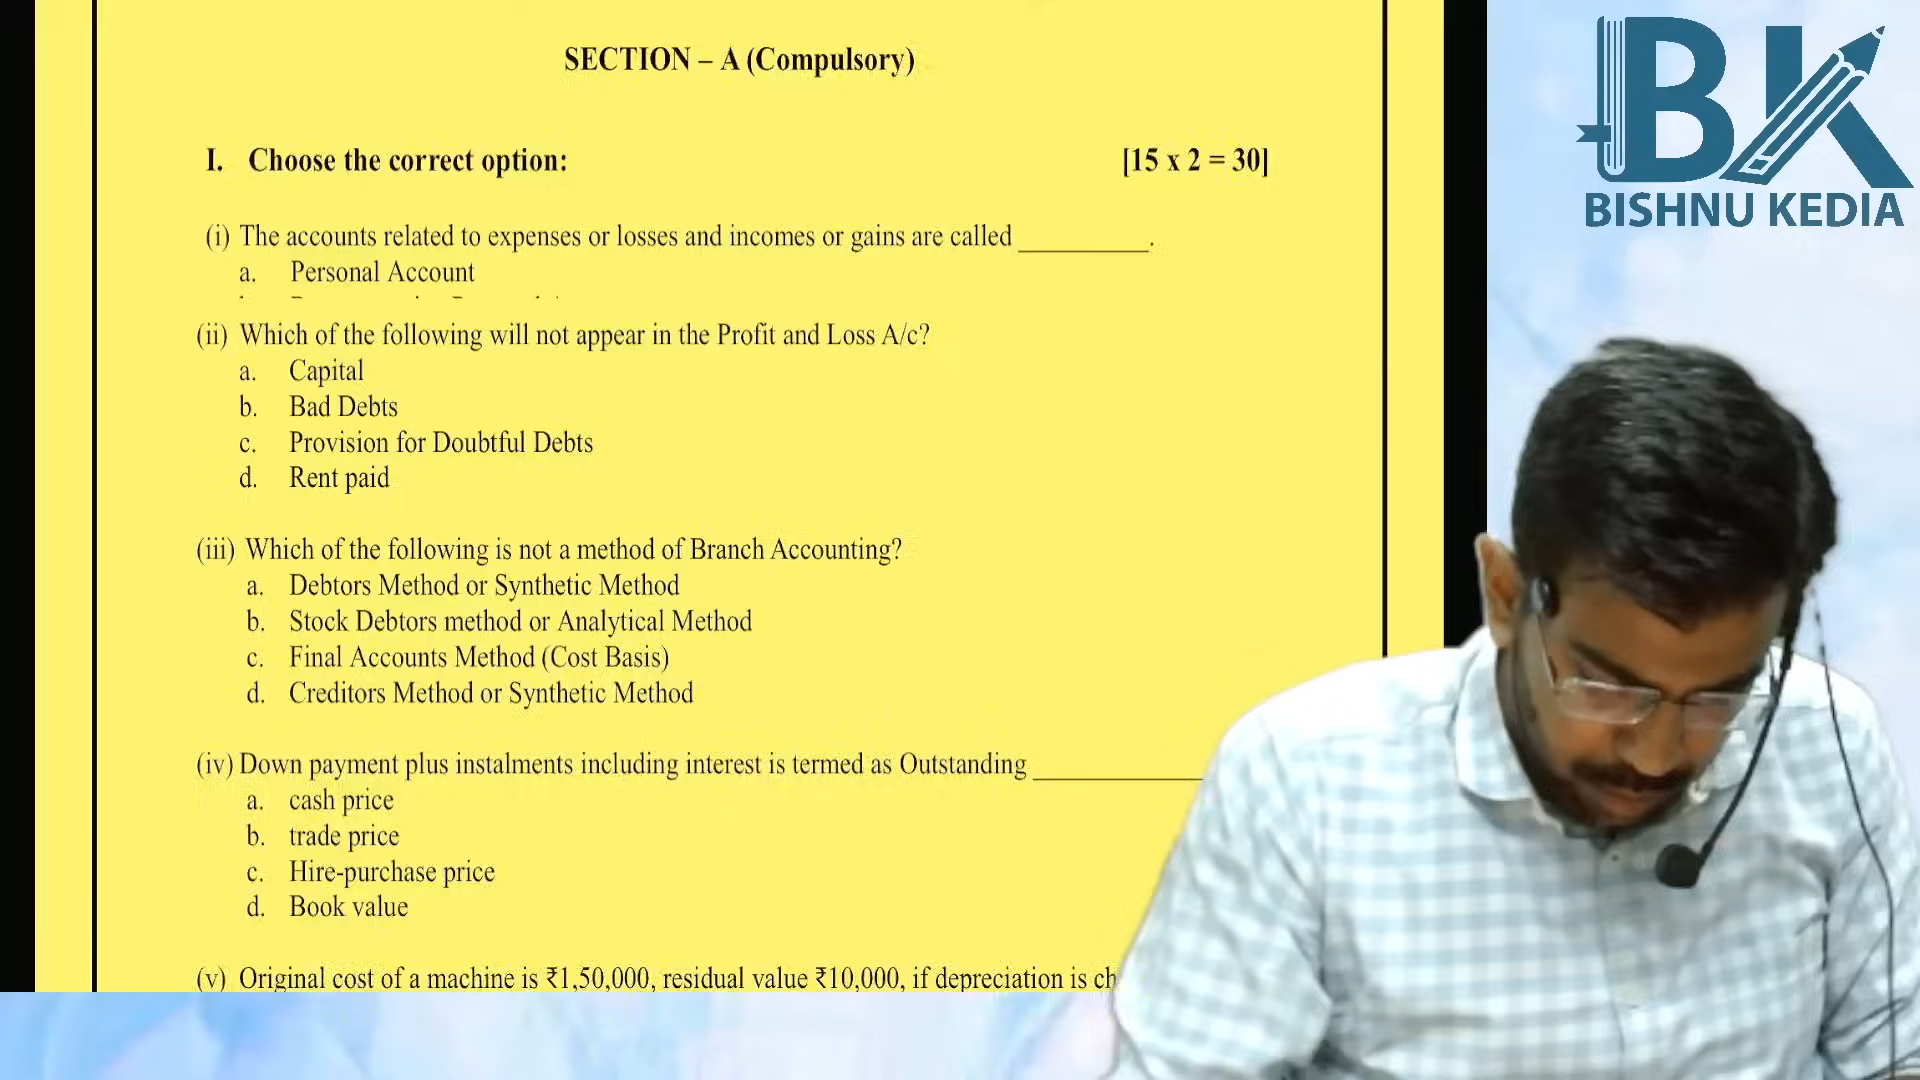 SECTION – A (Compulsory)
I. Choose the correct option: [15 x 2 = 30]
(i) The accounts related to expenses or losses and incomes or gains are called __________.
a. Personal Account
(ii) Which of the following will not appear in the Profit and Loss A/c?
a. Capital
b. Bad Debts
c. Provision for Doubtful Debts
d. Rent paid
(iii) Which of the following is not a method of Branch Accounting?
a. Debtors Method or Synthetic Method
b. Stock Debtors method or Analytical Method
c. Final Accounts Method (Cost Basis)
d. Creditors Method or Synthetic Method
(iv) Down payment plus instalments including interest is termed as Outstanding _____________
a. cash price
b. trade price
c. Hire-purchase price
d. Book value
(v) Original cost of a machine is ₹1,50,000, residual value ₹10,000, if depreciation is
BK
BISHNU KEDIA